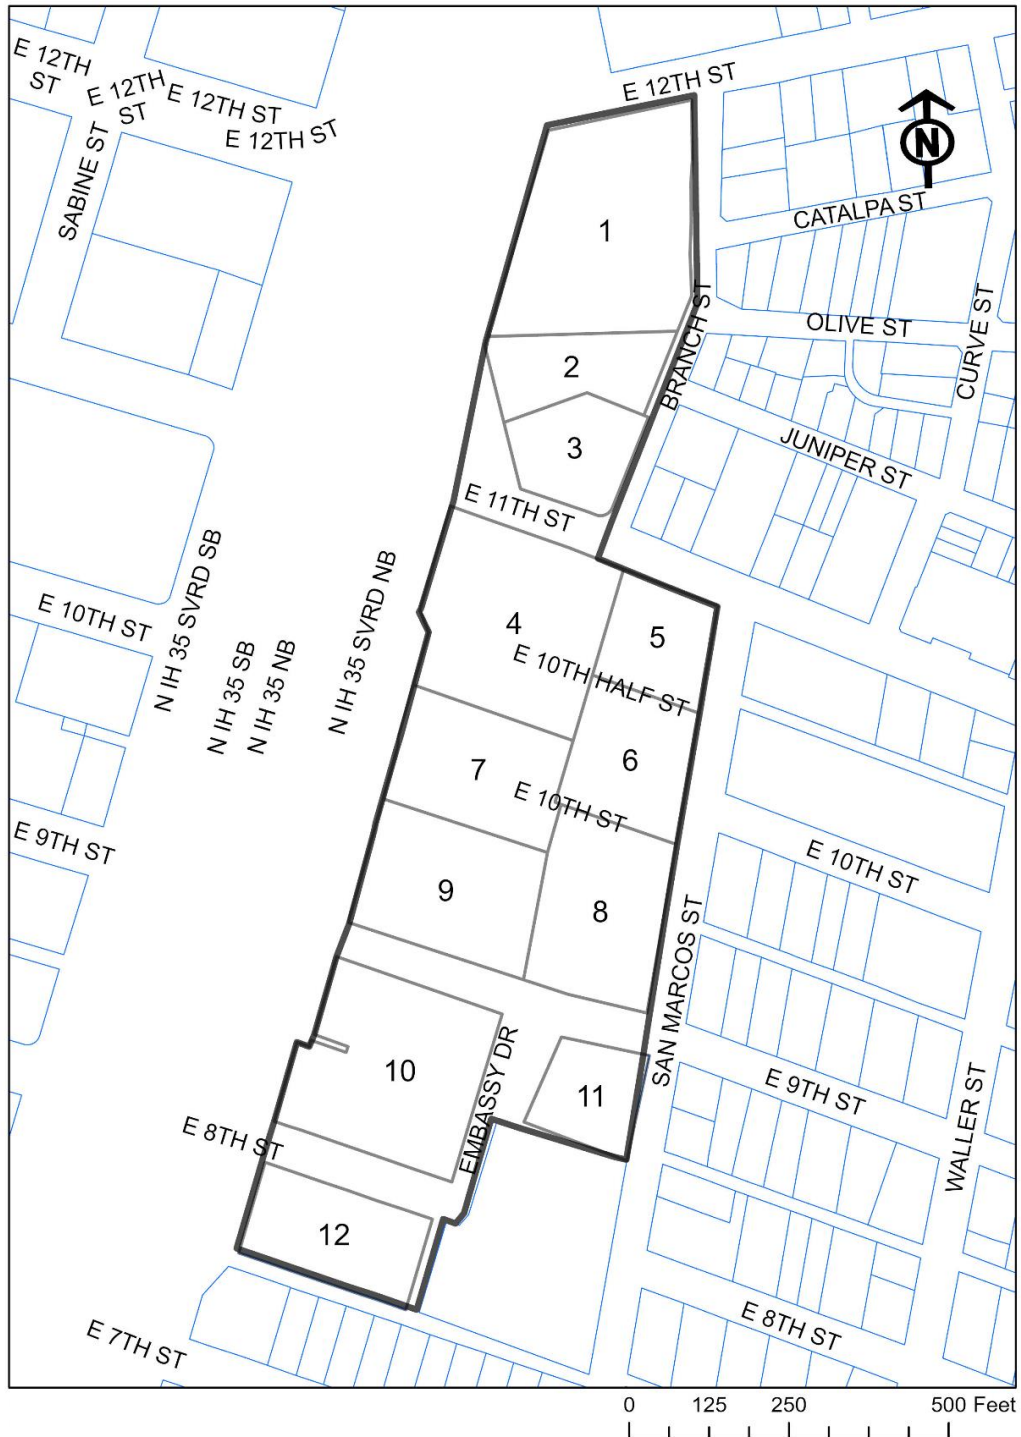 E 12TH
ST
E 12TH
ST
E 12TH ST
E 12TH ST
E 12TH ST
N
SABINE ST
1
CATALPA ST
BRANCH ST
OLIVE ST
CURVE ST
2
JUNIPER ST
3
E 11TH ST
N IH 35 SVRD SB
N IH 35 SB
N IH 35 NB
N IH 35 SVRD NB
E 10TH ST
4
5
E 10TH HALF ST
6
7
E 10TH ST
E 9TH ST
E 10TH ST
9
8
SAN MARCOS ST
10
EMBASSY DR
11
E 9TH ST
WALLER ST
E 8TH ST
12
E 8TH ST
E 7TH ST
0 125 250 500 Feet